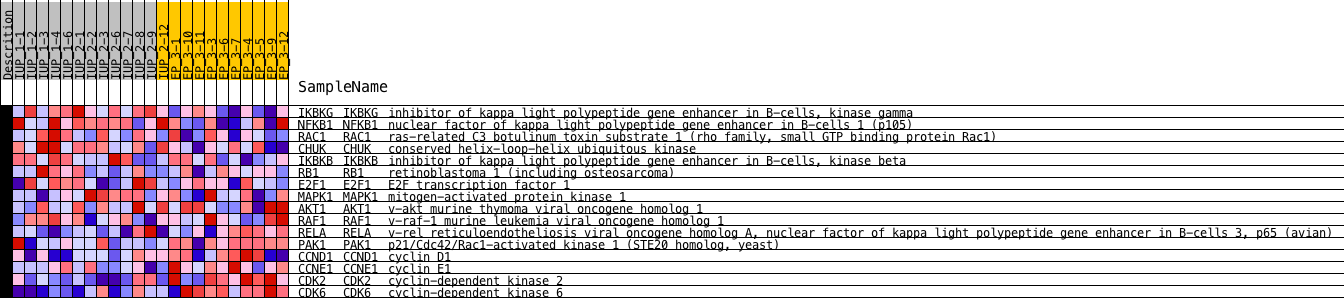 Descrition
IUP_1-1
IUP_1-2
IUP_1-3
IUP_1-4
IUP_1-6
IUP_2-1
IUP_2-2
IUP_2-3
IUP_2-6
IUP_2-7
IUP_2-8
IUP_2-9
IUP_2-12
EP_3-1
EP_3-10
EP_3-11
EP_3-3
EP_3-6
EP_3-7
EP_3-4
EP_3-5
EP_3-9
EP_3-12
SampleName
IKBKG IKBKG inhibitor of kappa light polypeptide gene enhancer in B-cells, kinase gamma
NFKB1 NFKB1 nuclear factor of kappa light polypeptide gene enhancer in B-cells 1 (p105)
RAC1 RAC1 ras-related C3 botulinum toxin substrate 1 (rho family, small GTP binding protein Rac1)
CHUK CHUK conserved helix-loop-helix ubiquitous kinase
IKBKB IKBKB inhibitor of kappa light polypeptide gene enhancer in B-cells, kinase beta
RB1 RB1 retinoblastoma 1 (including osteosarcoma)
E2F1 E2F1 E2F transcription factor 1
MAPK1 MAPK1 mitogen-activated protein kinase 1
AKT1 AKT1 v-akt murine thymoma viral oncogene homolog 1
RAF1 RAF1 v-raf-1 murine leukemia viral oncogene homolog 1
RELA RELA v-rel reticuloendotheliosis viral oncogene homolog A, nuclear factor of kappa light polypeptide gene enhancer in B-cells 3, p65 (avian)
PAK1 PAK1 p21/Cdc42/Rac1-activated kinase 1 (STE20 homolog, yeast)
CCND1 CCND1 cyclin D1
CCNE1 CCNE1 cyclin E1
CDK2 CDK2 cyclin-dependent kinase 2
CDK6 CDK6 cyclin-dependent kinase 6